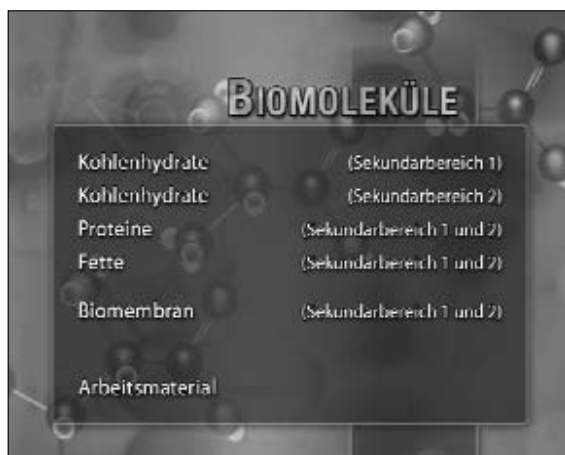 BIOMOLEKÜLE
Kohlenhydrate (Sekundarbereich 1)
Kohlenhydrate (Sekundarbereich 2)
Proteine (Sekundarbereich 1 und 2)
Fette (Sekundarbereich 1 und 2)
Biomembran (Sekundarbereich 1 und 2)
Arbeitsmaterial